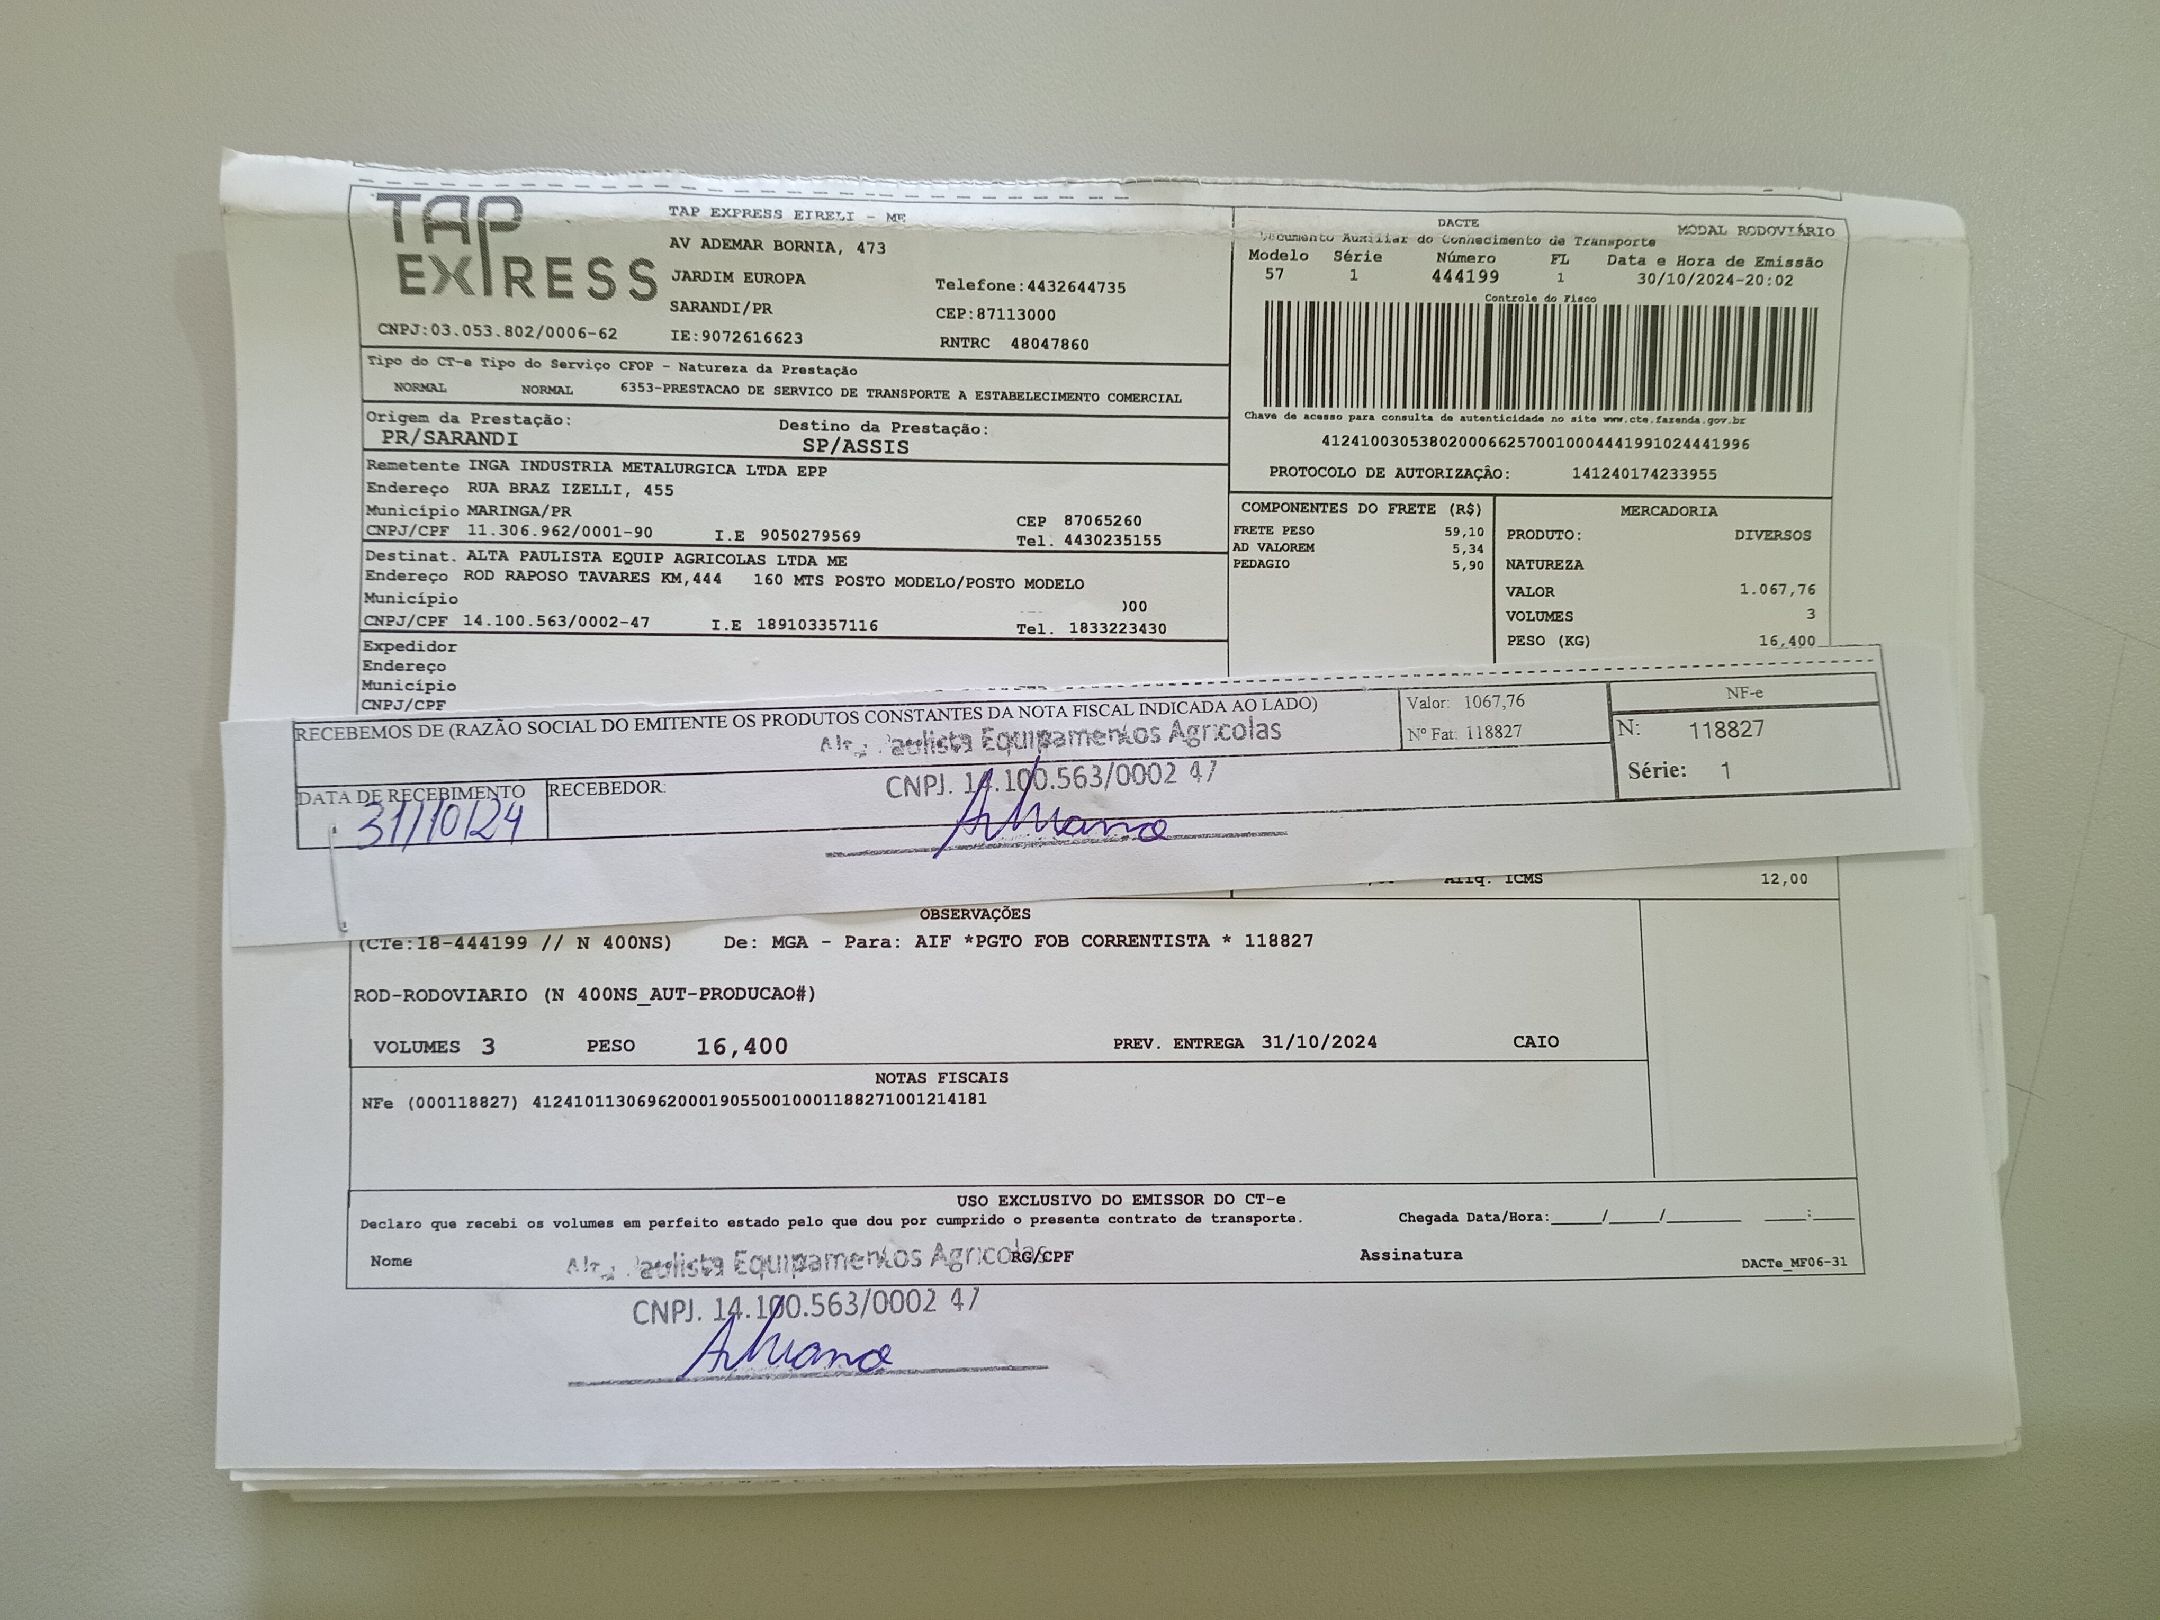 TAP
EXPRESS
TAP EXPRESS EIRELI - ME
AV ADEMAR BORNIA, 473
JARDIM EUROPA
Telefone:4432644735
SARANDI/PR
CEP:87113000
CNPJ:03.053.802/0006-62
IE:9072616623
RNTRC 48047860
DACTE
MODAL RODOVIÁRIO
Documento Auxiliar do Conhecimento de Transporte
Modelo Série Número FL Data e Hora de Emissão
57 1 444199 1 30/10/2024-20:02
Controle do Fisco
Chave de acesso para consulta de autenticidade no site www.cte.fazenda.gov.br
41241003053802000662570010004441991024441996
PROTOCOLO DE AUTORIZAÇÃO: 141240174233955
Tipo do CT-e Tipo do Serviço CFOP - Natureza da Prestação
NORMAL NORMAL 6353-PRESTACAO DE SERVICO DE TRANSPORTE A ESTABELECIMENTO COMERCIAL
Origem da Prestação: Destino da Prestação:
PR/SARANDI SP/ASSIS
Remetente INGA INDUSTRIA METALURGICA LTDA EPP
Endereço RUA BRAZ IZELLI, 455
Município MARINGA/PR CEP 87065260
CNPJ/CPF 11.306.962/0001-90 I.E 9050279569 Tel. 4430235155
Destinat. ALTA PAULISTA EQUIP AGRICOLAS LTDA ME
Endereço ROD RAPOSO TAVARES KM,444 160 MTS POSTO MODELO/POSTO MODELO
Município
CNPJ/CPF 14.100.563/0002-47 I.E 189103357116 Tel. 1833223430
Expedidor
Endereço
Município
CNPJ/CPF
COMPONENTES DO FRETE (R$)
FRETE PESO 59,10
AD VALOREM 5,34
PEDAGIO 5,90
MERCADORIA
PRODUTO: DIVERSOS
NATUREZA
VALOR 1.067,76
VOLUMES 3
PESO (KG) 16,400
RECEBEMOS DE (RAZÃO SOCIAL DO EMITENTE OS PRODUTOS CONSTANTES DA NOTA FISCAL INDICADA AO LADO)
Valor: 1067,76
Nº Fat: 118827
NF-e
N: 118827
Série: 1
Paulista Equipamentos Agricolas
CNPJ. 14.100.563/0002 47
DATA DE RECEBIMENTO
31/10/24
RECEBEDOR:
Adriana
Aliq. ICMS 12,00
OBSERVAÇÕES
(CTe:18-444199 // N 400NS) De: MGA - Para: AIF *PGTO FOB CORRENTISTA * 118827
ROD-RODOVIARIO (N 400NS_AUT-PRODUCAO#)
VOLUMES 3 PESO 16,400 PREV. ENTREGA 31/10/2024 CAIO
NOTAS FISCAIS
NFe (000118827) 41241011306962000190550010001188271001214181
USO EXCLUSIVO DO EMISSOR DO CT-e
Declaro que recebi os volumes em perfeito estado pelo que dou por cumprido o presente contrato de transporte. Chegada Data/Hora:____/____/______ ___:___
Nome RG/CPF Assinatura DACTe_MF06-31
Paulista Equipamentos Agricolas
CNPJ. 14.100.563/0002 47
Adriana